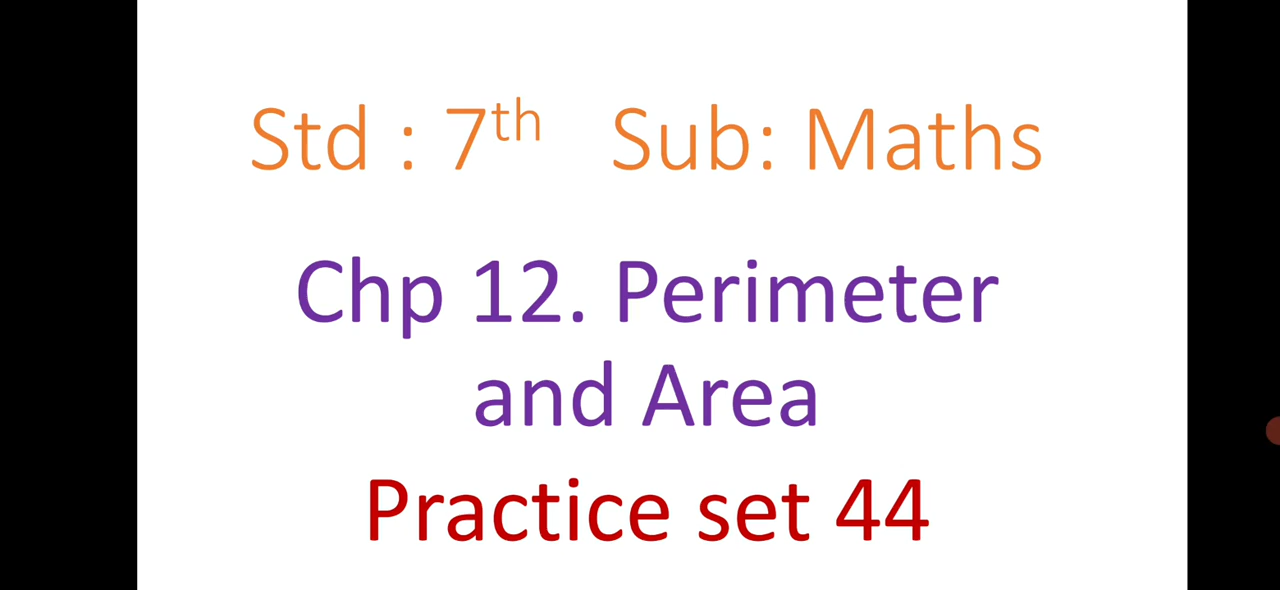 Std : 7th Sub: Maths
Chp 12. Perimeter
and Area
Practice set 44